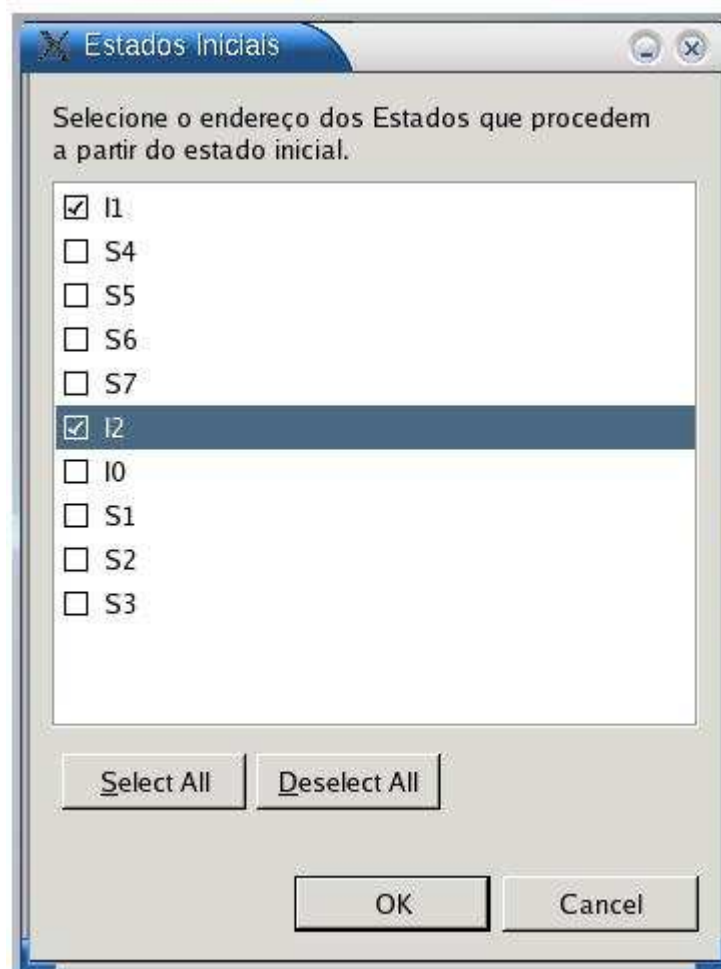 Estados Iniciais
Selecione o endereço dos Estados que procedem
a partir do estado inicial.
I1
S4
S5
S6
S7
I2
I0
S1
S2
S3
Select All Deselect All
OK Cancel